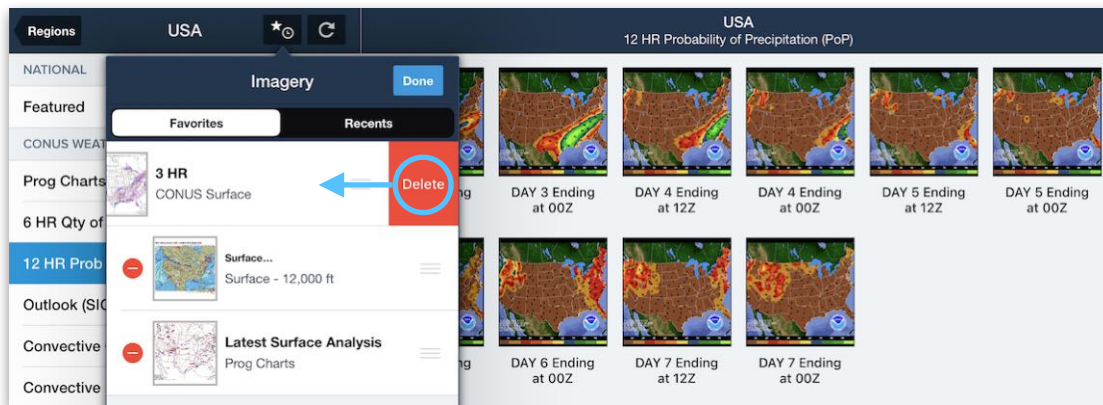 Regions
USA
USA
12 HR Probability of Precipitation (PoP)
NATIONAL
Featured
CONUS WEAT
Prog Charts
6 HR Qty of
12 HR Prob
Outlook (SIG
Convective
Convective
Imagery
Done
Favorites
Recents
3 HR
CONUS Surface
Delete
Surface...
Surface - 12,000 ft
Latest Surface Analysis
Prog Charts
ng
DAY 3 Ending
at 00Z
DAY 4 Ending
at 12Z
DAY 4 Ending
at 00Z
DAY 5 Ending
at 12Z
DAY 5 Ending
at 00Z
ng
DAY 6 Ending
at 00Z
DAY 7 Ending
at 12Z
DAY 7 Ending
at 00Z